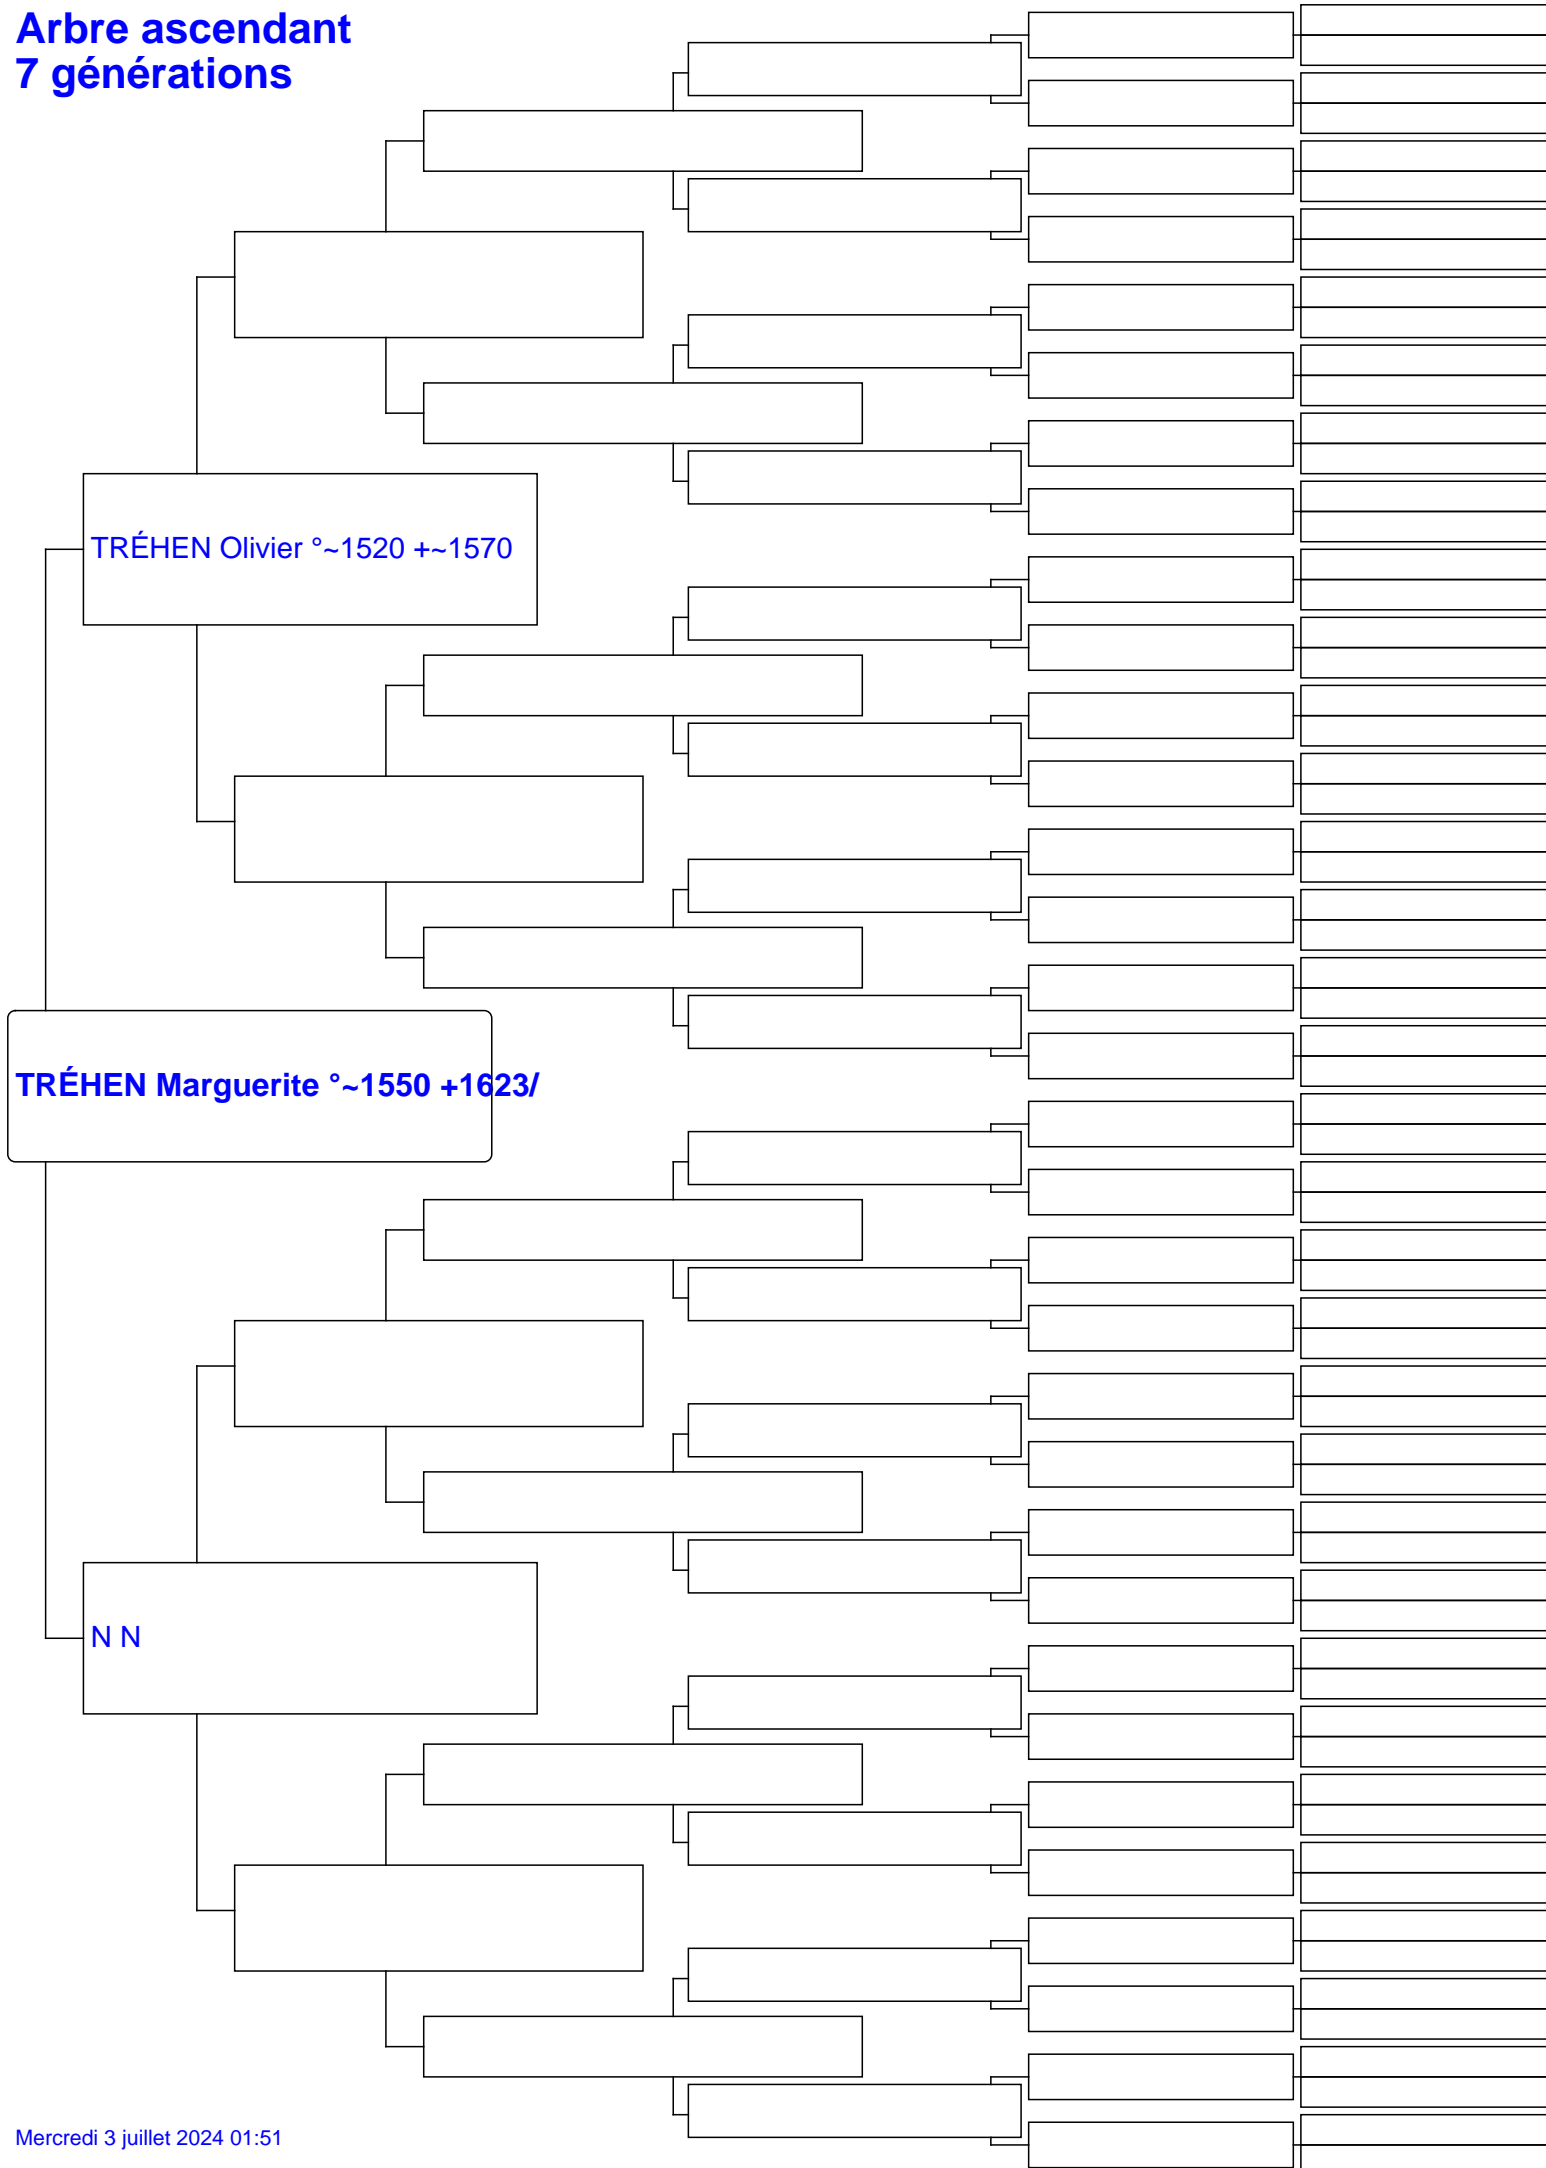 Arbre ascendant
7 générations
TRÉHEN Olivier °~1520 +~1570
TRÉHEN Marguerite °~1550 +1623/
N N
Mercredi 3 juillet 2024 01:51